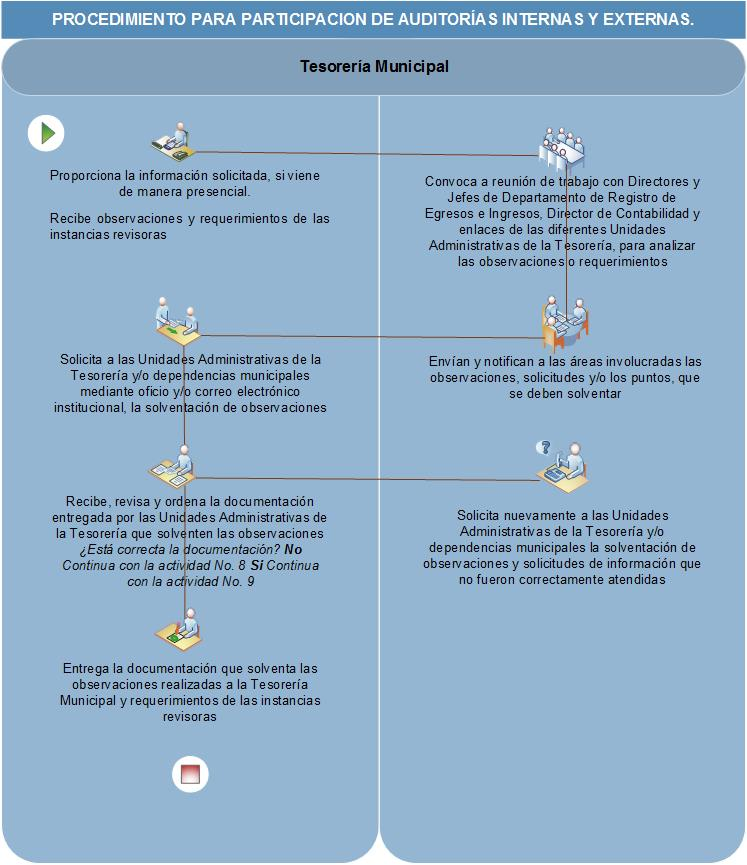 PROCEDIMIENTO PARA PARTICIPACION DE AUDITORÍAS INTERNAS Y EXTERNAS.
Tesorería Municipal
Proporciona la información solicitada, si viene
de manera presencial.
Recibe observaciones y requerimientos de las
instancias revisoras
Convoca a reunión de trabajo con Directores y
Jefes de Departamento de Registro de
Egresos e Ingresos, Director de Contabilidad y
enlaces de las diferentes Unidades
Administrativas de la Tesorería, para analizar
las observaciones o requerimientos
Envían y notifican a las áreas involucradas las
observaciones, solicitudes y/o los puntos, que
se deben solventar
Solicita a las Unidades Administrativas de la
Tesorería y/o dependencias municipales
mediante oficio y/o correo electrónico
institucional, la solventación de observaciones
Recibe, revisa y ordena la documentación
entregada por las Unidades Administrativas de
la Tesorería que solventen las observaciones
¿Está correcta la documentación? No
Continua con la actividad No. 8 Si Continua
con la actividad No. 9
?
Solicita nuevamente a las Unidades
Administrativas de la Tesorería y/o
dependencias municipales la solventación de
observaciones y solicitudes de información que
no fueron correctamente atendidas
Entrega la documentación que solventa las
observaciones realizadas a la Tesorería
Municipal y requerimientos de las instancias
revisoras